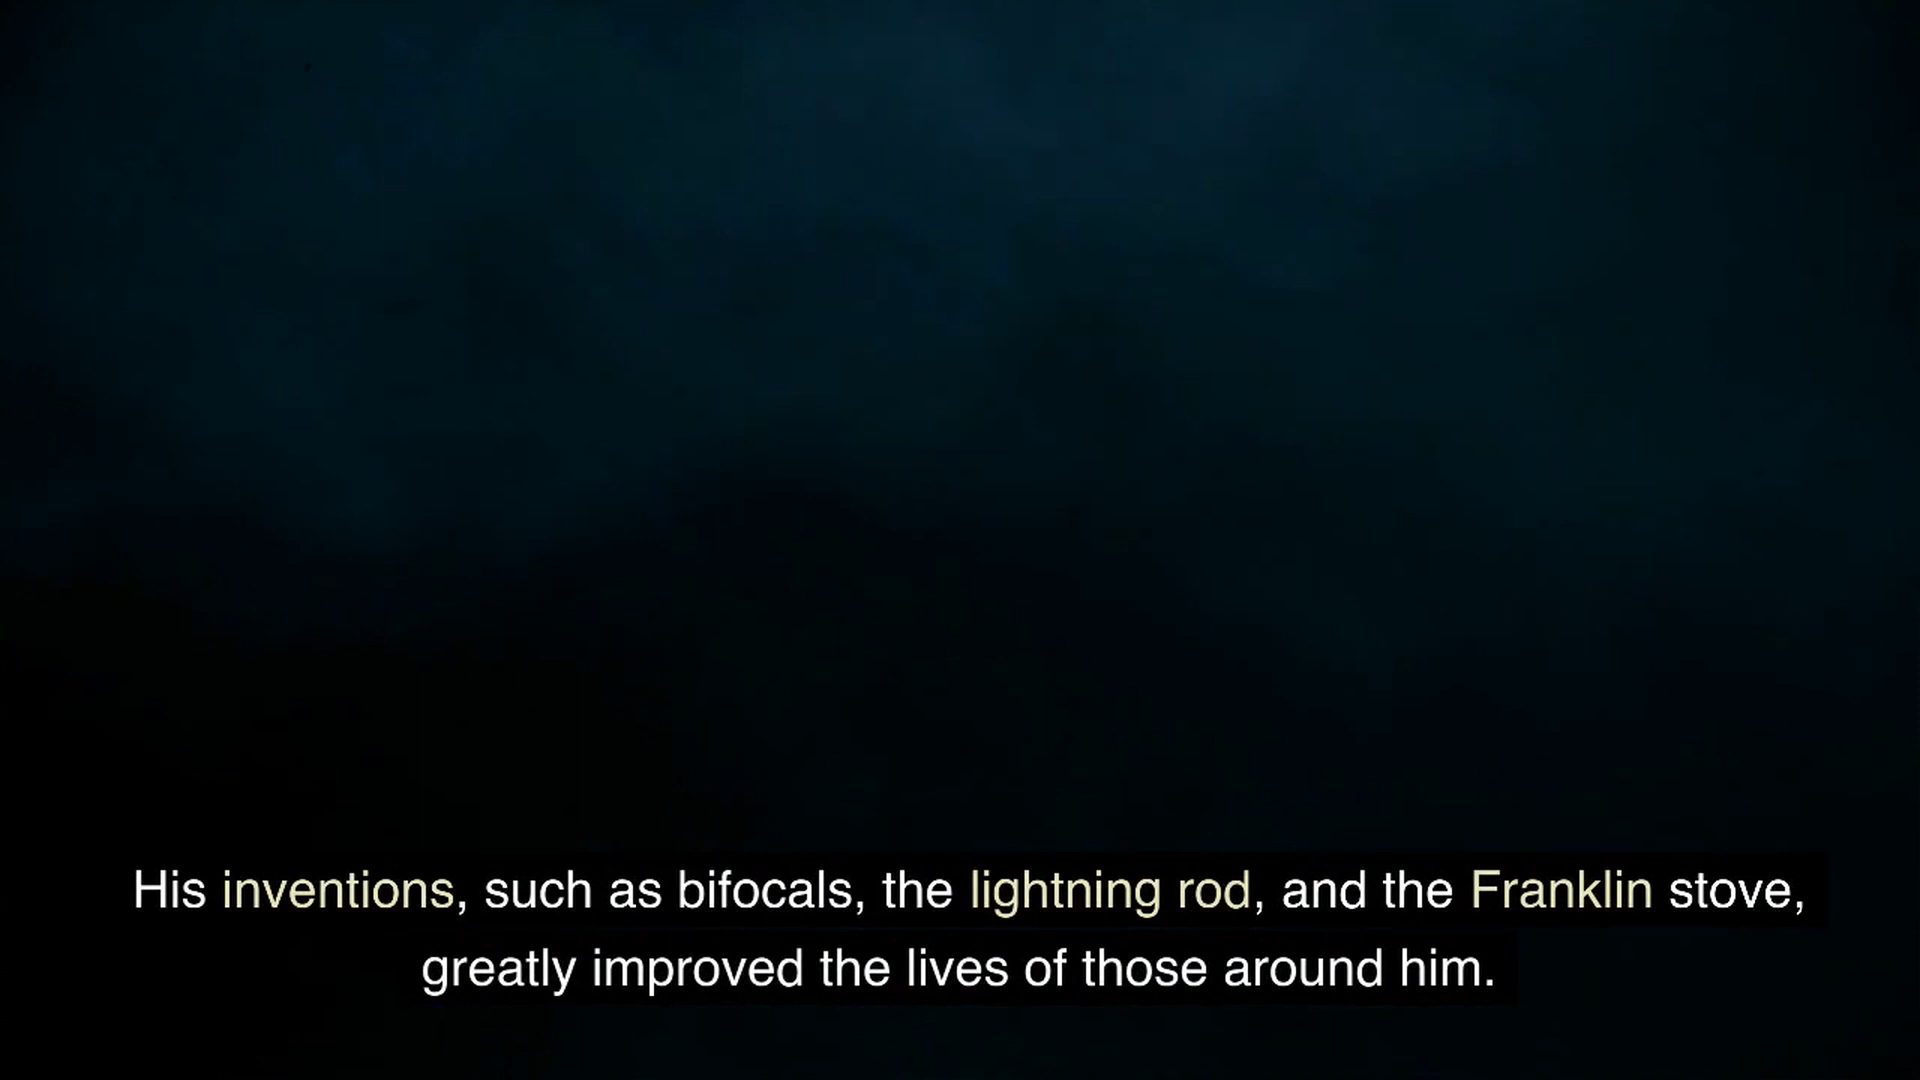 His inventions, such as bifocals, the lightning rod, and the Franklin stove,
greatly improved the lives of those around him.